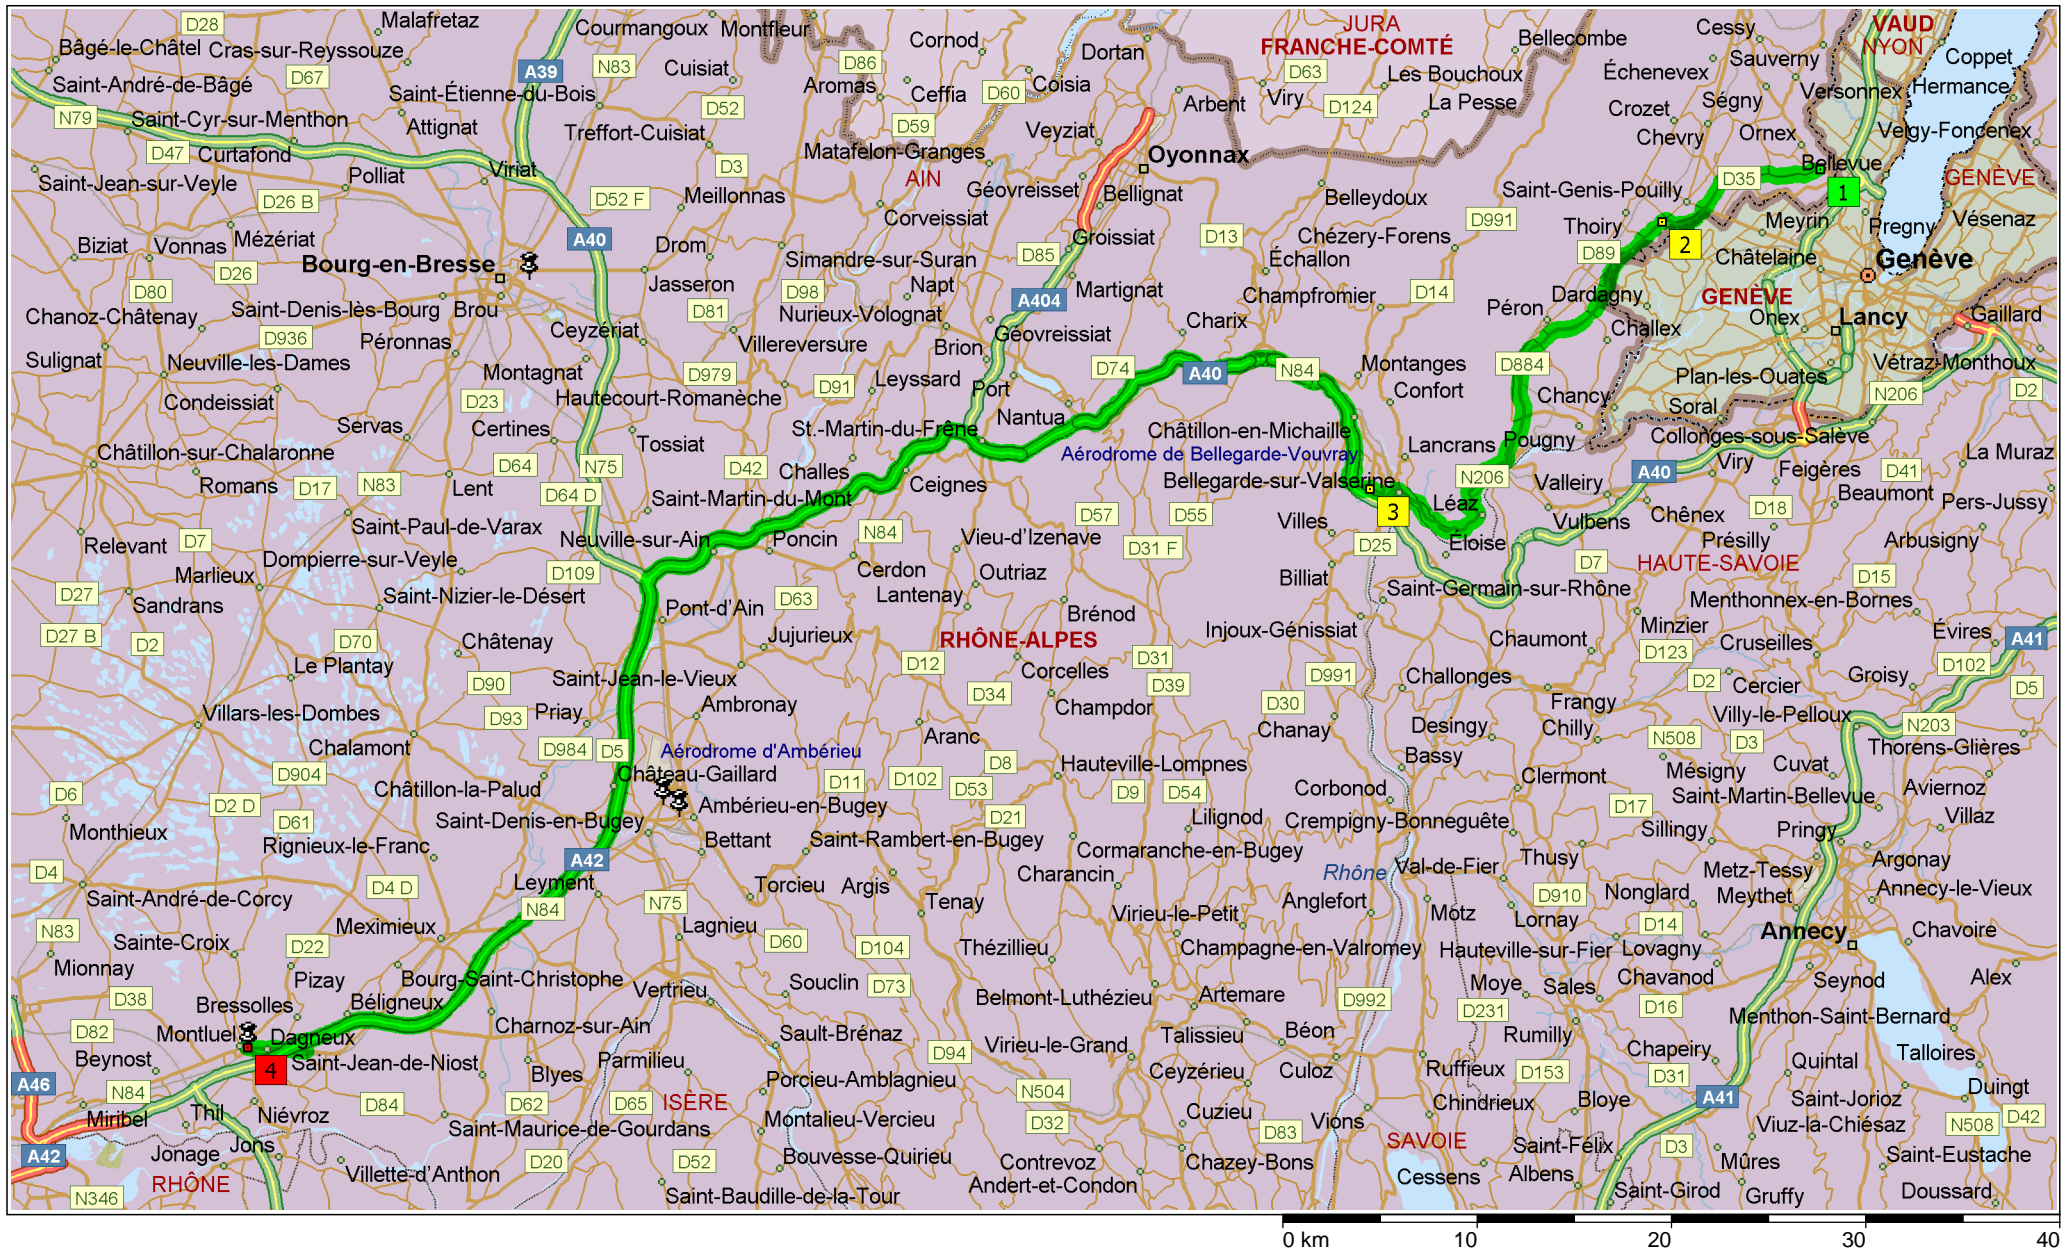 D28
Malafretaz
Courmangoux
Montfleur
Cornod
Dortan
JURA
FRANCHE-COMTÉ
Bellecombe
Cessy
VAUD
NYON
Bâgé-le-Châtel
Cras-sur-Reyssouze
A39
N83
Cuisiat
D86
Sauverny
Coppet
Saint-André-de-Bâgé
D67
Saint-Étienne-du-Bois
Aromas
Ceffia
D60
Coisia
D63
Les Bouchoux
Échenevex
Versonnex
Hermance
N79
Saint-Cyr-sur-Menthon
Attignat
D52
Treffort-Cuisiat
D59
Veyziat
Arbent
Viry
D124
La Pesse
Crozet
Ségny
Chevry
Ornex
Veigy-Foncenex
D47
Curtafond
Viriat
D3
Matafelon-Granges
AIN
Oyonnax
Bellevue
Saint-Jean-sur-Veyle
Polliat
D26 B
D52 F
Meillonnas
Géovreisset
Bellignat
Belleydoux
Saint-Genis-Pouilly
D35
1
GENÈVE
Corveissiat
D991
Thoiry
2
Meyrin
Pregny
Vésenaz
Biziat
Vonnas
Mézériat
A40
Drom
Groissiat
D13
Chézery-Forens
D89
Châtelaine
Genève
Bourg-en-Bresse
D26
Jasseron
Simandre-sur-Suran
D85
Échallon
D80
Saint-Denis-lès-Bourg
Brou
D98
Napt
A404
Martignat
Champfromier
D14
Péron
Dardagny
GENÈVE
Onex
Lancy
Gaillard
Chanoz-Châtenay
D936
Péronnas
Ceyzériat
D81
Nurieux-Volognat
Géovreissiat
Charix
Challex
Sulignat
Neuville-les-Dames
Villereversure
Brion
Montanges
Vétraz-Monthoux
Montagnat
D979
D91
Leyssard
Port
D74
A40
N84
D884
Confort
Plan-les-Ouates
Condeissiat
D23
Hautecourt-Romanèche
Nantua
Chancy
Soral
N206
D2
Servas
Certines
Tossiat
St.-Martin-du-Frêne
Châtillon-en-Michaille
Lancrans
Pougny
Collonges-sous-Salève
Châtillon-sur-Chalaronne
D64
N75
D42
Challes
Aérodrome de Bellegarde-Vouvray
La Muraz
Romans
D17
N83
Lent
D64 D
Saint-Martin-du-Mont
Ceignes
Bellegarde-sur-Valserine
N206
Valleiry
A40
Viry
Feigères
D41
Beaumont
Saint-Paul-de-Varax
Villes
3
Léaz
Pers-Jussy
Relevant
D7
Neuville-sur-Ain
Poncin
N84
D57
D55
Vulbens
Chênex
D18
Dompierre-sur-Veyle
Vieu-d'Izenave
D31 F
D25
Éloise
Présilly
Arbusigny
Marlieux
D109
Cerdon
Outriaz
Billiat
D7
HAUTE-SAVOIE
D27
Sandrans
Saint-Nizier-le-Désert
Pont-d'Ain
D63
Lantenay
Brénod
Saint-Germain-sur-Rhône
D15
Menthonnex-en-Bornes
D27 B
D2
D70
Châtenay
Jujurieux
RHÔNE-ALPES
Injoux-Génissiat
Chaumont
Minzier
Cruseilles
Évires
A41
Le Plantay
D12
Corcelles
D31
D123
D102
D90
Saint-Jean-le-Vieux
D34
D39
D991
Challonges
D2
Cercier
Groisy
D5
Villars-les-Dombes
D93
Priay
Ambronay
Champdor
D30
Frangy
Villy-le-Pelloux
N203
Chalamont
D984
D5
Aérodrome d'Ambérieu
Aranc
Chanay
Desingy
Chilly
N508
D3
Thorens-Glières
D904
Château-Gaillard
D8
Hauteville-Lompnes
Bassy
Cuvat
D6
Châtillon-la-Palud
D11
D102
D53
D9
D54
Corbonod
Clermont
Mésigny
Aviernoz
D2 D
D61
Ambérieu-en-Bugey
D21
Saint-Martin-Bellevue
D17
Monthieux
Saint-Denis-en-Bugey
Lilignod
Crempigny-Bonneguête
Sillingy
Pringy
Villaz
Rignieux-le-Franc
Bettant
Saint-Rambert-en-Bugey
Cormaranche-en-Bugey
A42
D4
D4 D
Leyment
Torcieu
Argis
Charancin
Rhône
Val-de-Fier
Thusy
Metz-Tessy
Argonay
Saint-André-de-Corcy
N84
N75
Tenay
Anglefort
D910
Nonglard
Meythet
Annecy-le-Vieux
N83
Meximieux
Lagnieu
Virieu-le-Petit
Motz
Lornay
D14
Annecy
Chavoire
Sainte-Croix
D22
D60
D104
Thézillieu
Champagne-en-Valromey
Hauteville-sur-Fier
Lovagny
Mionnay
Pizay
Bourg-Saint-Christophe
Souclin
D73
Moye
Sales
Chavanod
Seynod
Alex
D38
Bressolles
Béligneux
Vertrieu
Belmont-Luthézieu
Artemare
D992
D231
D16
Montluel
Dagneux
Charnoz-sur-Ain
Sault-Brénaz
Talissieu
Béon
Rumilly
Menthon-Saint-Bernard
D82
Beynost
4
Saint-Jean-de-Niost
Parmilieu
D94
Virieu-le-Grand
Chapeiry
Talloires
A46
N84
Blyes
Porcieu-Amblagnieu
Ceyzérieu
Culoz
Ruffieux
D153
D31
Quintal
Duingt
Miribel
Thil
Niévroz
D84
D62
D65
ISÈRE
N504
A41
Saint-Jorioz
Montalieu-Vercieu
D32
Cuzieu
Vions
Chindrieux
Bloye
N508
D42
A42
Jons
Saint-Maurice-de-Gourdans
D83
SAVOIE
Saint-Félix
D3
Viuz-la-Chiésaz
Jonage
Villette-d'Anthon
D20
D52
Bouvesse-Quirieu
Contrevoz
Chazey-Bons
Cessens
Albens
Mûres
Saint-Eustache
RHÔNE
N346
Saint-Baudille-de-la-Tour
Andert-et-Condon
Saint-Girod
Gruffy
Doussard
0 km 10 20 30 40